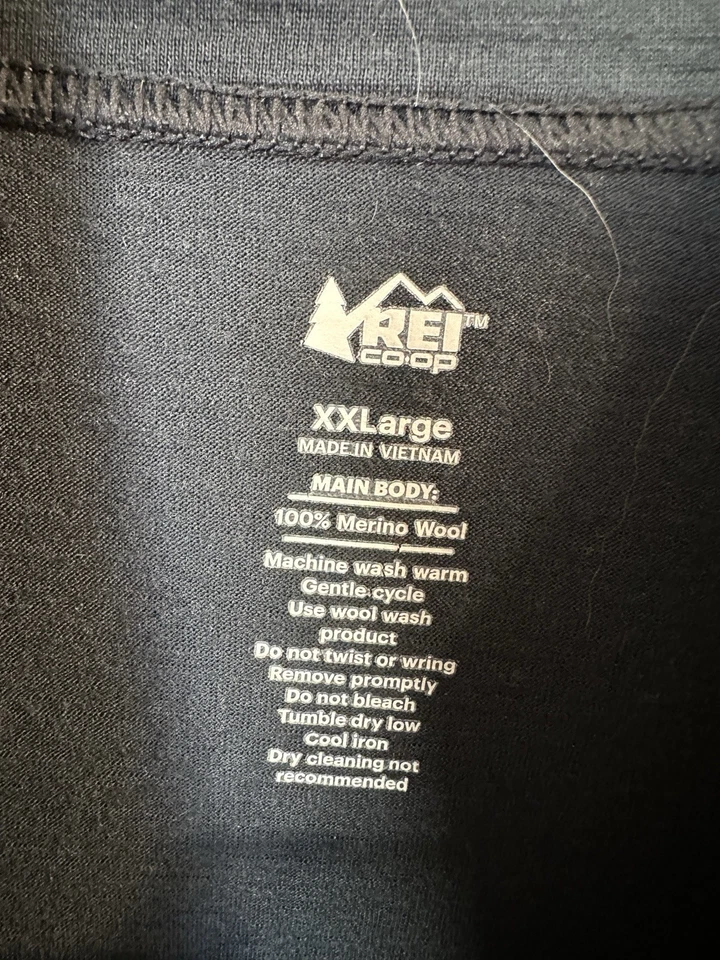 REI™
co·op
XXLarge
MADE IN VIETNAM
MAIN BODY:
100% Merino Wool
Machine wash warm
Gentle cycle
Use wool wash
product
Do not twist or wring
Remove promptly
Do not bleach
Tumble dry low
Cool iron
Dry cleaning not
recommended